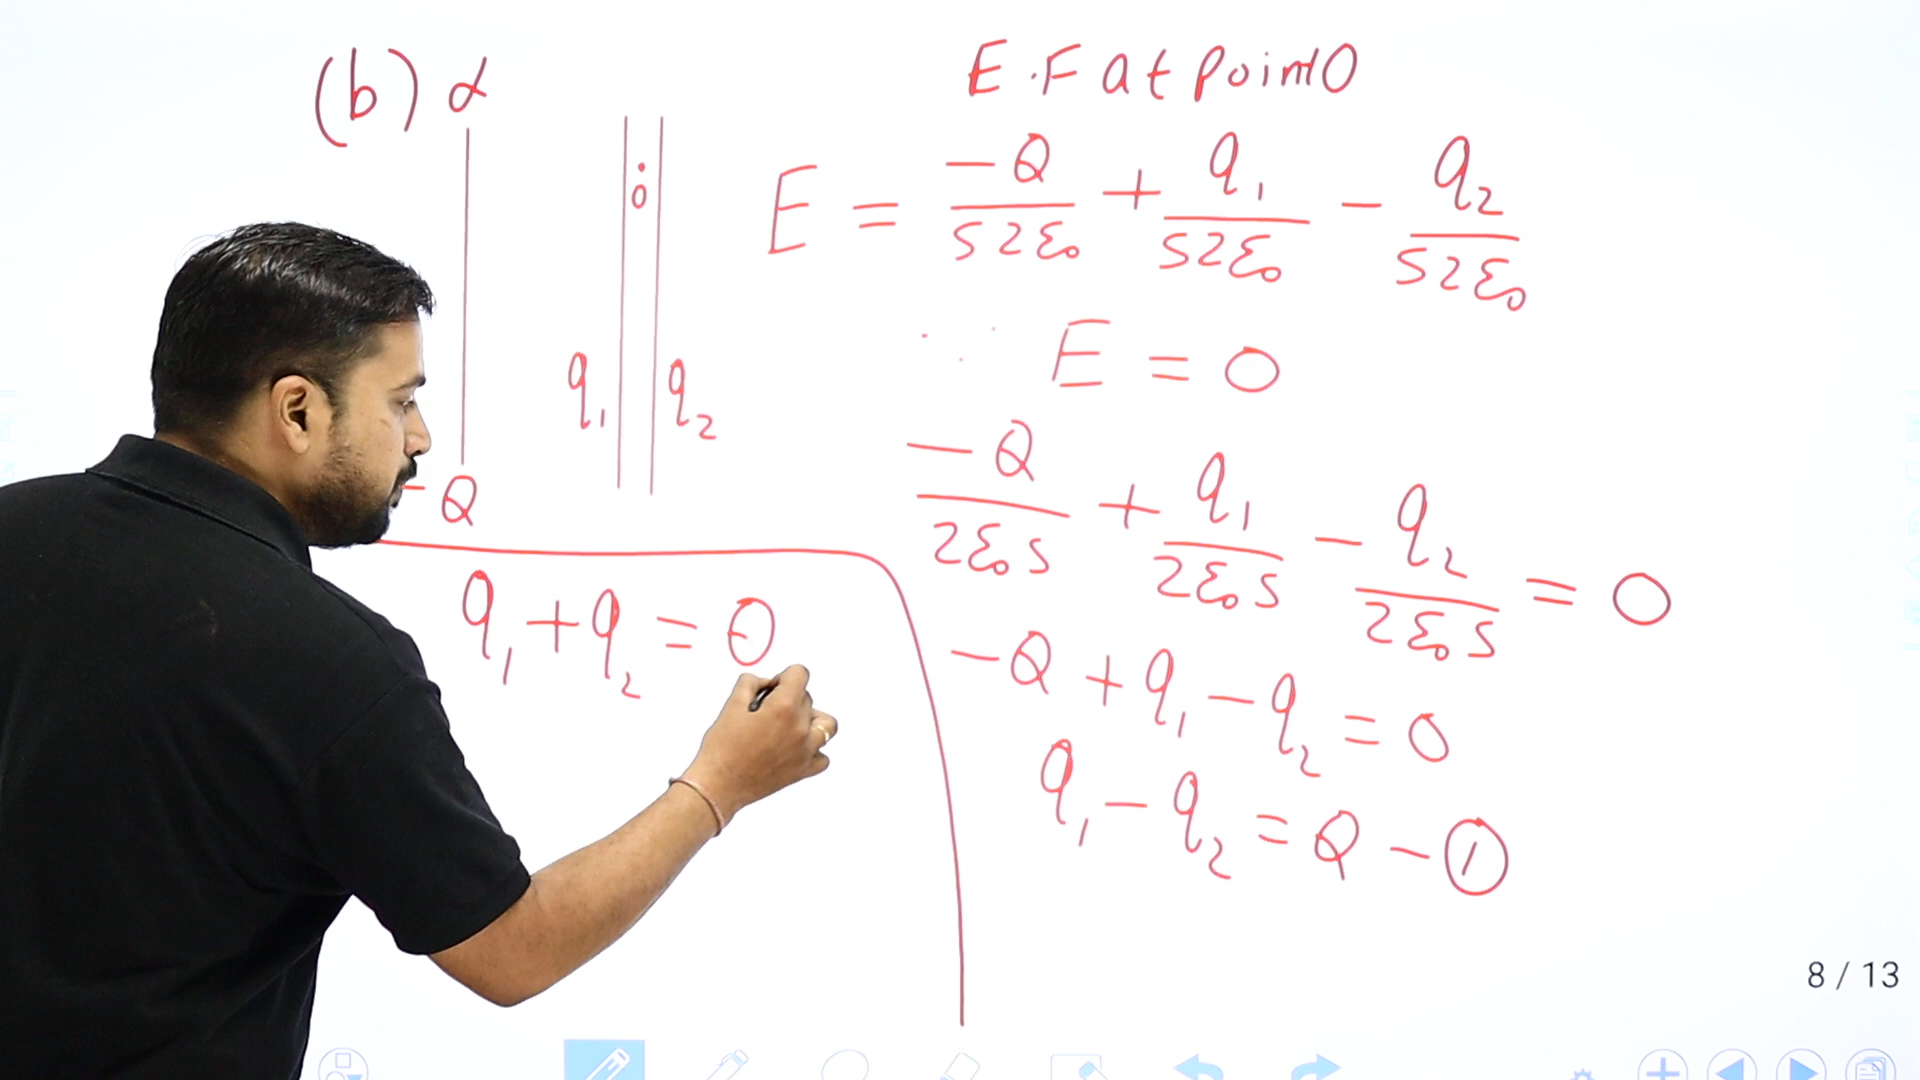 (b) α
O
q₁ q₂
-Q
q₁ + q₂ = θ
E.F at Point O
E = -Q/S2ε₀ + q₁/S2ε₀ - q₂/S2ε₀
∵ E = 0
-Q/2ε₀S + q₁/2ε₀S - q₂/2ε₀S = 0
-Q + q₁ - q₂ = 0
q₁ - q₂ = Q - ①
8 / 13